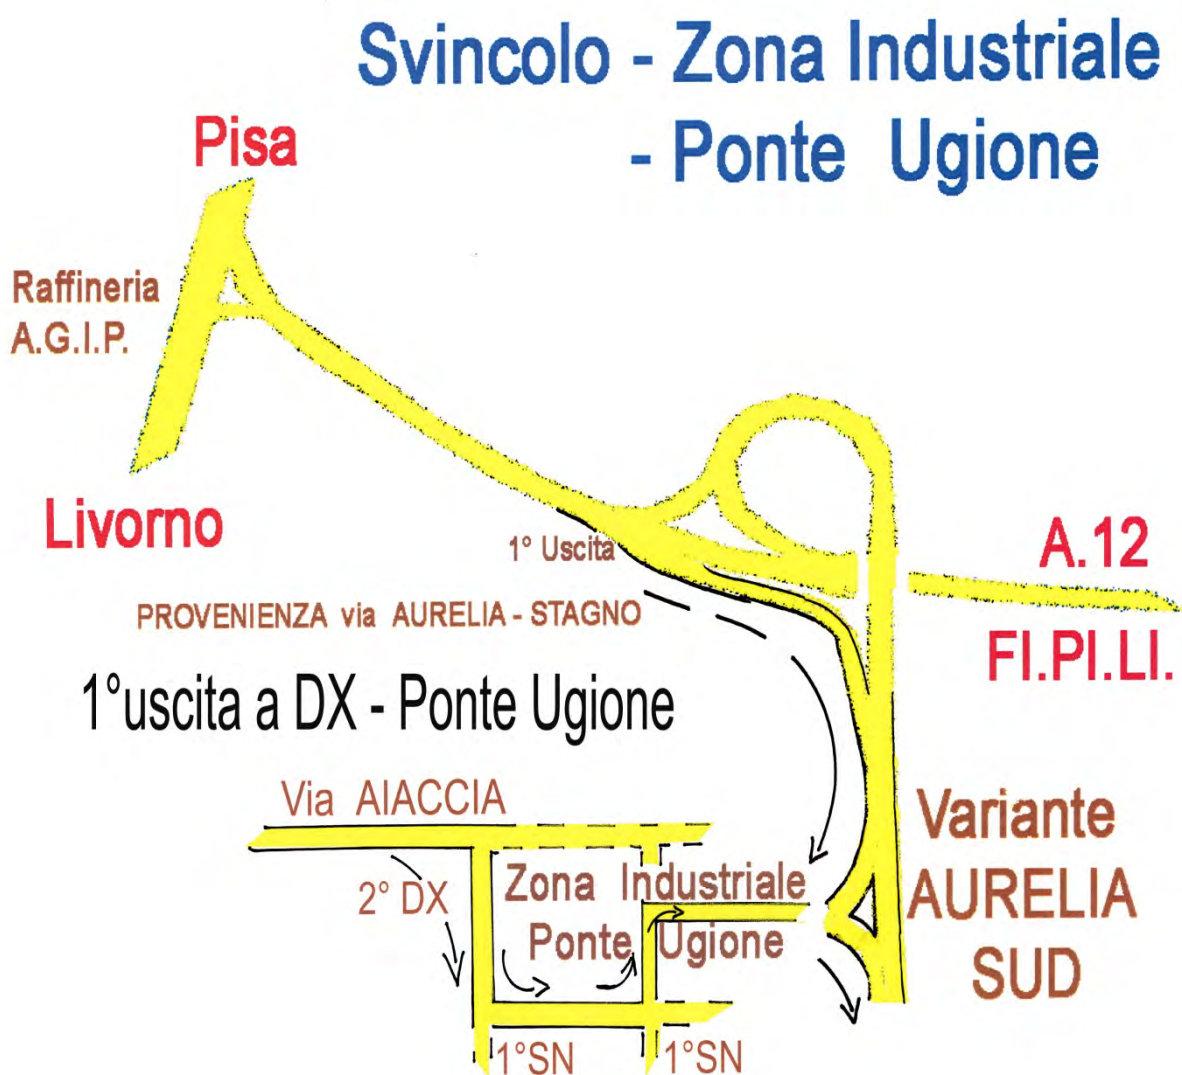 Svincolo - Zona Industriale
- Ponte Ugione
Pisa
Raffineria
A.G.I.P.
Livorno
1° Uscita
A.12
PROVENIENZA via AURELIA - STAGNO
FI.PI.LI.
1°uscita a DX - Ponte Ugione
Via AIACCIA
Variante
AURELIA
SUD
2° DX
Zona Industriale
Ponte Ugione
1°SN
1°SN